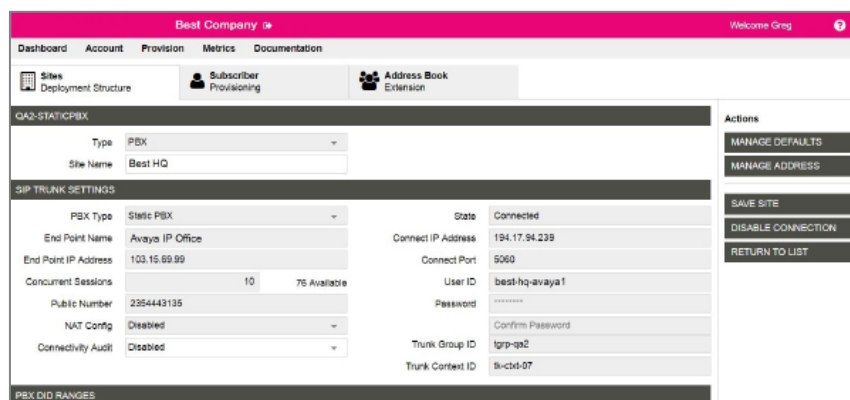 Best Company
Welcome Greg
?
Dashboard Account Provision Metrics Documentation
Sites
Deployment Structure
Subscriber
Provisioning
Address Book
Extension
QA2-STATICPBX
Type PBX
Site Name Best HQ
SIP TRUNK SETTINGS
PBX Type Static PBX
End Point Name Avaya IP Office
End Point IP Address 103.15.69.99
Concurrent Sessions 10 76 Available
Public Number 2354443135
NAT Config Disabled
Connectivity Audit Disabled
State Connected
Connect IP Address 194.17.94.239
Connect Port 5060
User ID best-hq-avaya1
Password ********
Confirm Password
Trunk Group ID tgrp-qa2
Trunk Context ID tk-ctxt-07
PBX DID RANGES
Actions
MANAGE DEFAULTS
MANAGE ADDRESS
SAVE SITE
DISABLE CONNECTION
RETURN TO LIST